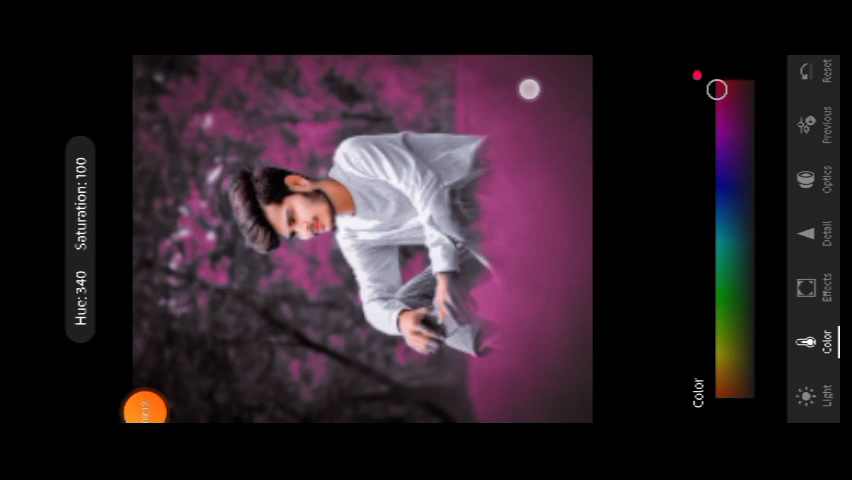 Hue: 340 Saturation: 100
Color
Light
Color
Effects
Detail
Optics
Previous
Reset